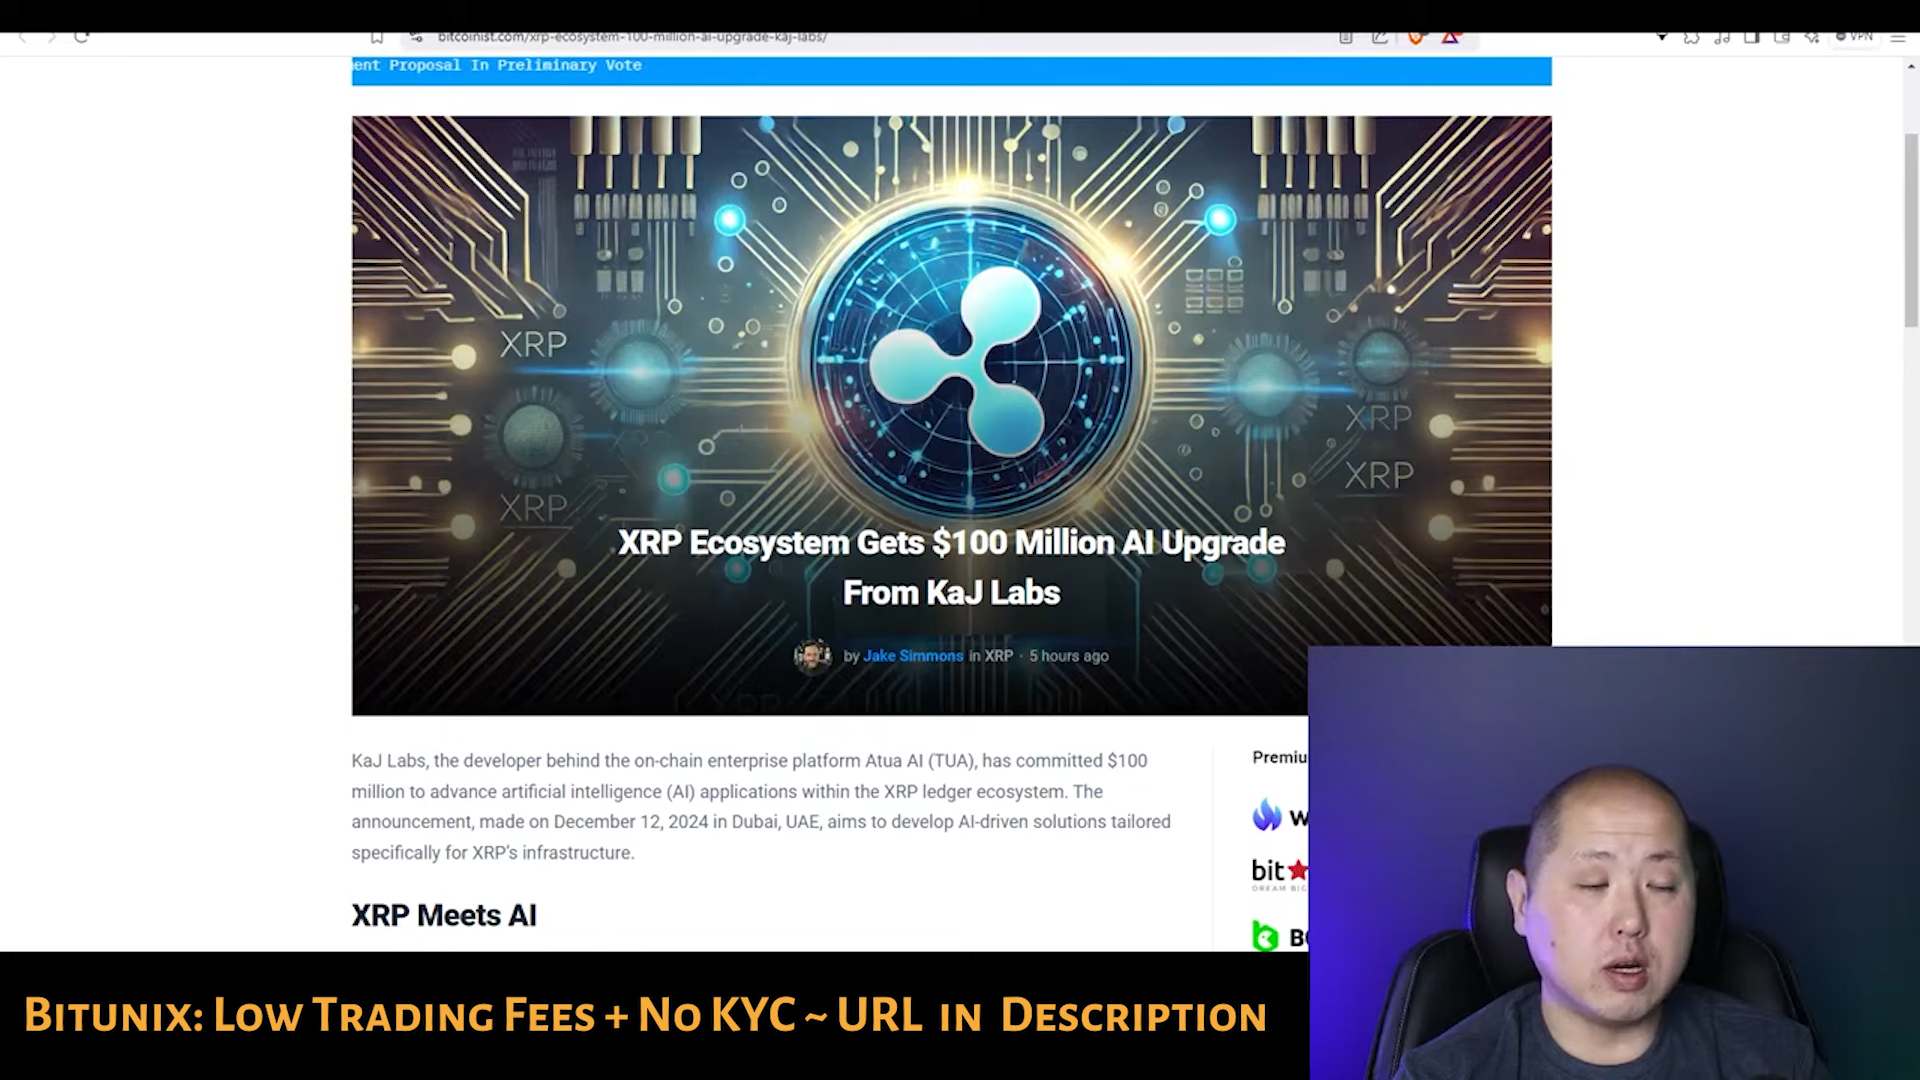 bitcoinist.com/xrp-ecosystem-100-million-ai-upgrade-kaj-labs/
VPN
ent Proposal In Preliminary Vote
XRP
XRP
XRP
XRP
XRP Ecosystem Gets $100 Million AI Upgrade
From KaJ Labs
by Jake Simmons in XRP · 5 hours ago
KaJ Labs, the developer behind the on-chain enterprise platform Atua AI (TUA), has committed $100
million to advance artificial intelligence (AI) applications within the XRP ledger ecosystem. The
announcement, made on December 12, 2024 in Dubai, UAE, aims to develop AI-driven solutions tailored
specifically for XRP's infrastructure.
XRP Meets AI
Premiu
W
bit
DREAM BIG
BC
Bitunix: Low Trading Fees + No KYC ~ URL in Description